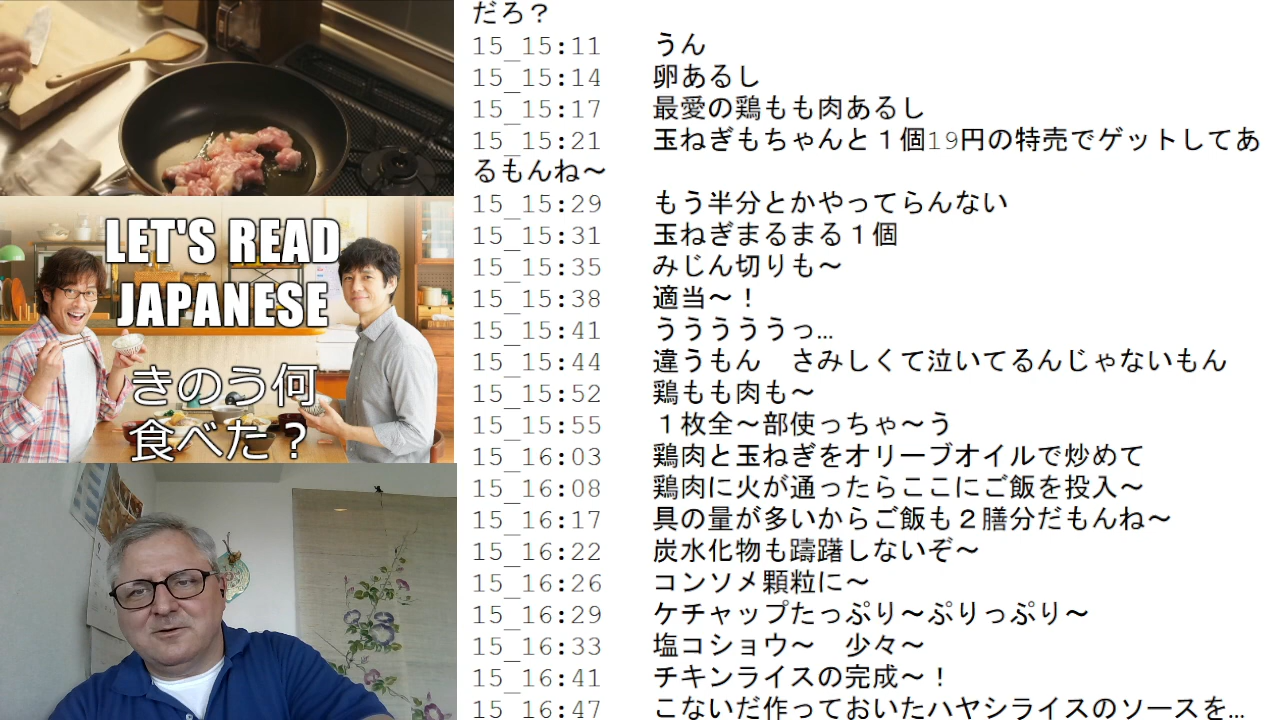 LET'S READ
JAPANESE
きのう何
食べた？
だろ？
15_15:11 うん
15_15:14 卵あるし
15_15:17 最愛の鶏もも肉あるし
15_15:21 玉ねぎもちゃんと１個19円の特売でゲットしてあ
るもんね～
15_15:29 もう半分とかやってらんない
15_15:31 玉ねぎまるまる１個
15_15:35 みじん切りも～
15_15:38 適当～！
15_15:41 うううううっ…
15_15:44 違うもん　さみしくて泣いてるんじゃないもん
15_15:52 鶏もも肉も～
15_15:55 １枚全～部使っちゃ～う
15_16:03 鶏肉と玉ねぎをオリーブオイルで炒めて
15_16:08 鶏肉に火が通ったらここにご飯を投入～
15_16:17 具の量が多いからご飯も２膳分だもんね～
15_16:22 炭水化物も躊躇しないぞ～
15_16:26 コンソメ顆粒に～
15_16:29 ケチャップたっぷり～ぷりっぷり～
15_16:33 塩コショウ～　少々～
15_16:41 チキンライスの完成～！
15_16:47 こないだ作っておいたハヤシライスのソースを…